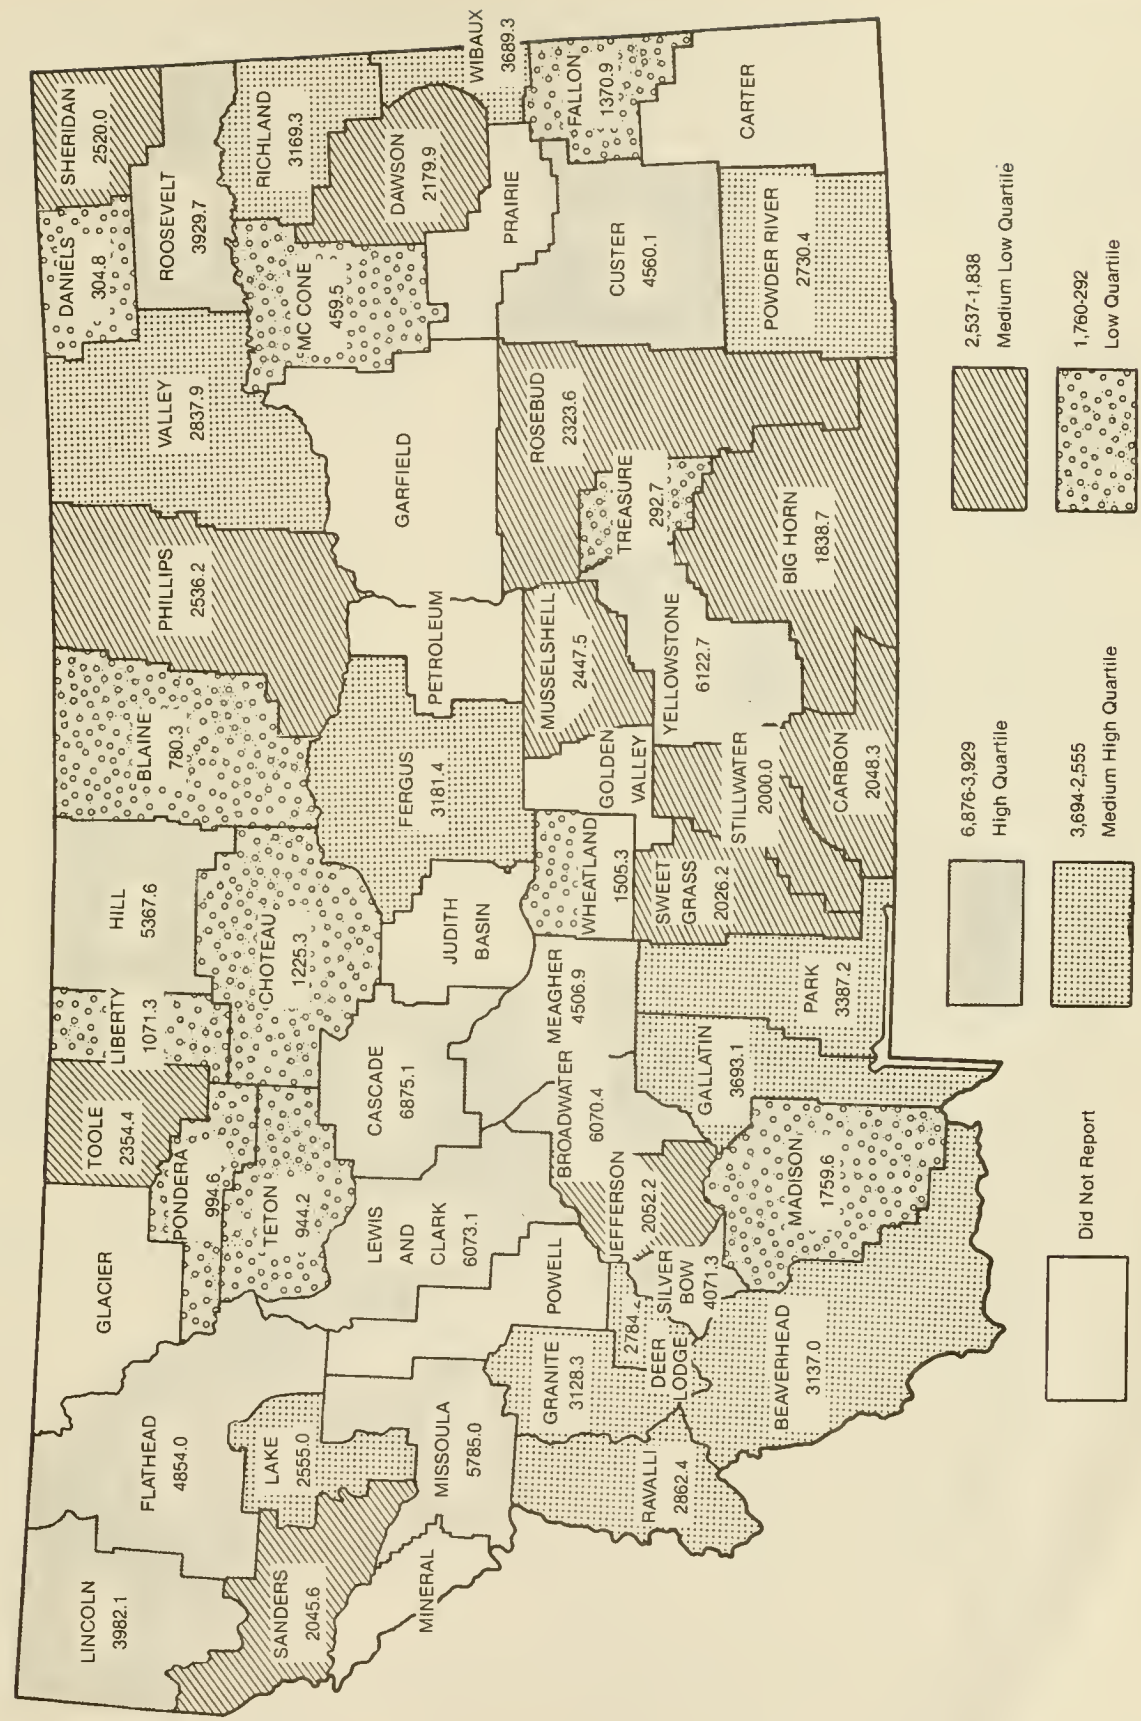 LINCOLN
3982.1
FLATHEAD
4854.0
GLACIER
TOOLE
2354.4
LIBERTY
1071.3
HILL
5367.6
BLAINE
780.3
PHILLIPS
2536.2
VALLEY
2837.9
DANIELS
304.8
SHERIDAN
2520.0
ROOSEVELT
3929.7
PONDERA
994.6
TETON
944.2
CHOTEAU
1225.3
MC CONE
459.5
RICHLAND
3169.3
SANDERS
2045.6
LAKE
2555.0
LEWIS
AND
CLARK
6073.1
CASCADE
6875.1
JUDITH
BASIN
FERGUS
3181.4
PETROLEUM
GARFIELD
DAWSON
2179.9
PRAIRIE
WIBAUX
3689.3
MINERAL
MISSOULA
5785.0
POWELL
GRANITE
3128.3
DEER
LODGE
2784.
SILVER
BOW
4071.3
JEFFERSON
2052.2
BROADWATER
6070.4
MEAGHER
4506.9
WHEATLAND
1505.3
GOLDEN
VALLEY
MUSSELSHELL
2447.5
ROSEBUD
2323.6
TREASURE
292.7
CUSTER
4560.1
FALLON
1370.9
RAVALLI
2862.4
BEAVERHEAD
3137.0
MADISON
1759.6
GALLATIN
3693.1
PARK
3387.2
SWEET
GRASS
2026.2
STILLWATER
2000.0
YELLOWSTONE
6122.7
CARBON
2048.3
BIG HORN
1838.7
POWDER RIVER
2730.4
CARTER
Did Not Report
6,876-3,929
High Quartile
3,694-2,555
Medium High Quartile
2,537-1,838
Medium Low Quartile
1,760-292
Low Quartile